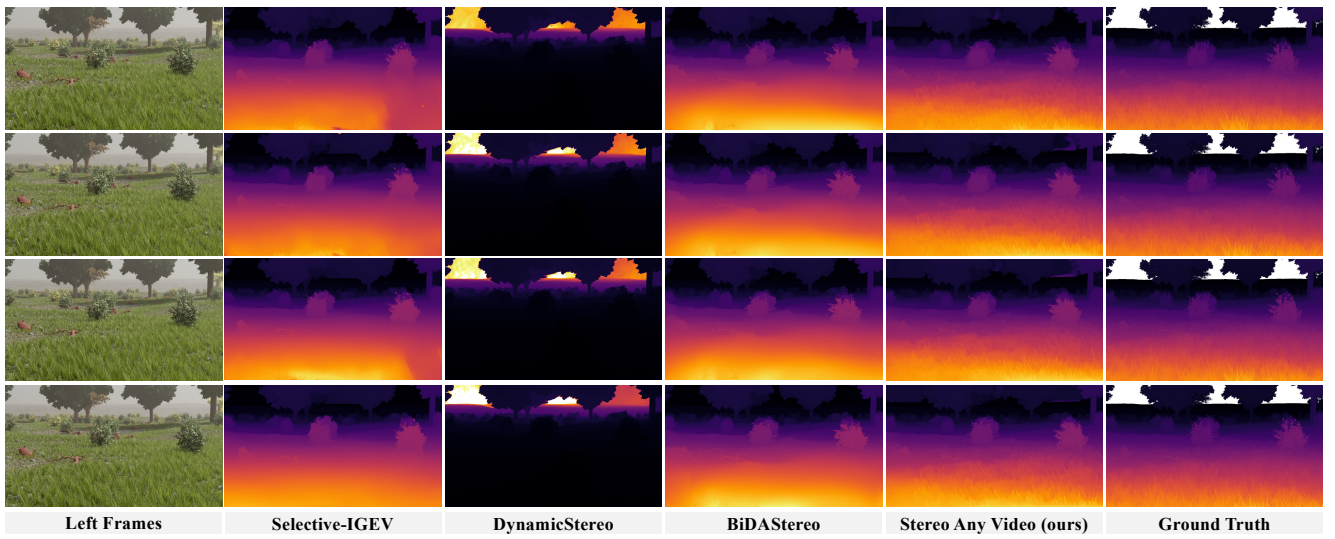 Left Frames
Selective-IGEV
DynamicStereo
BiDAStereo
Stereo Any Video (ours)
Ground Truth